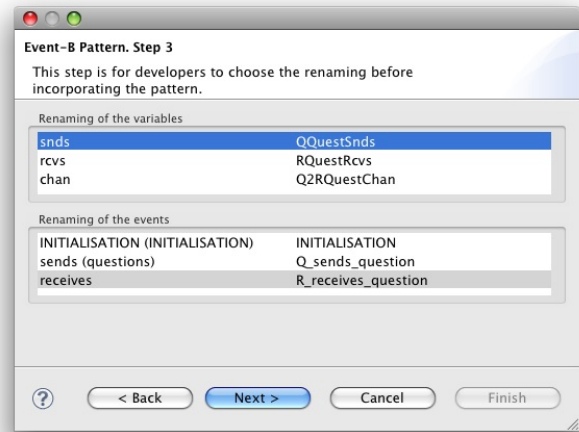 Event-B Pattern. Step 3
This step is for developers to choose the renaming before
incorporating the pattern.
Renaming of the variables
snds QQuestSnds
rcvs RQuestRcvs
chan Q2RQuestChan
Renaming of the events
INITIALISATION (INITIALISATION) INITIALISATION
sends (questions) Q_sends_question
receives R_receives_question
? < Back Next > Cancel Finish